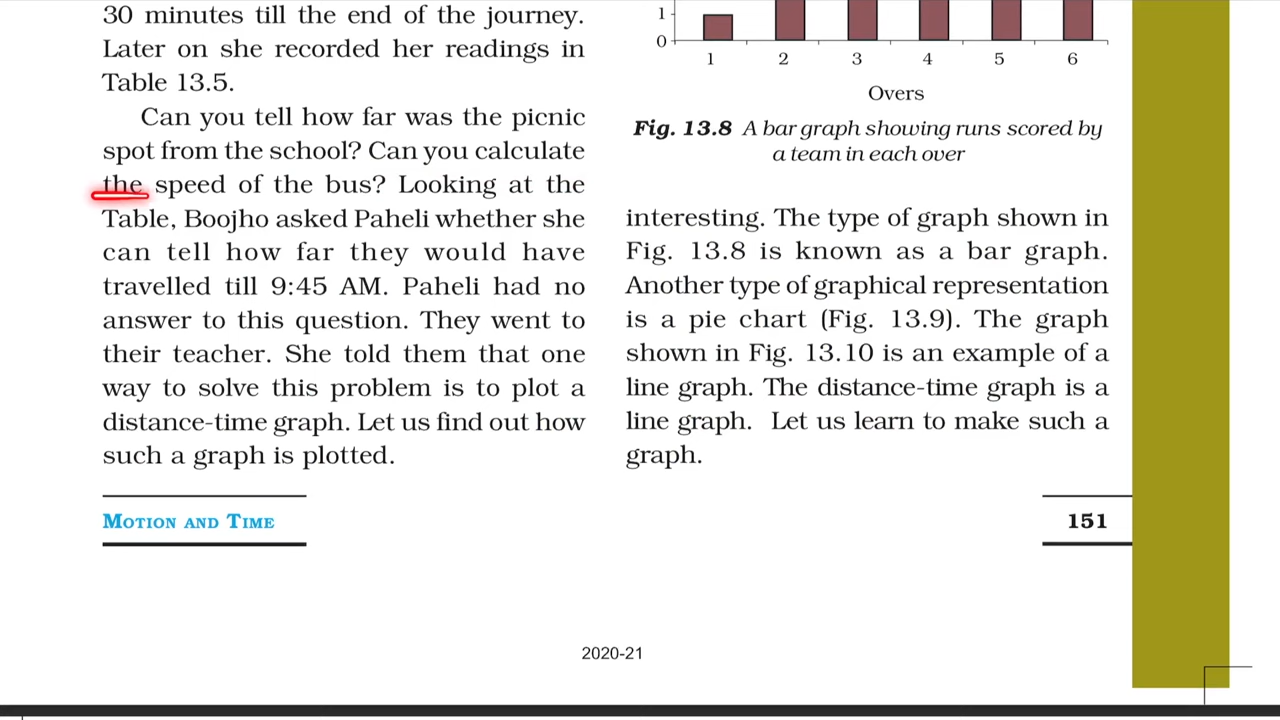 30 minutes till the end of the journey.
Later on she recorded her readings in
Table 13.5.
Can you tell how far was the picnic
spot from the school? Can you calculate
the speed of the bus? Looking at the
Table, Boojho asked Paheli whether she
can tell how far they would have
travelled till 9:45 AM. Paheli had no
answer to this question. They went to
their teacher. She told them that one
way to solve this problem is to plot a
distance-time graph. Let us find out how
such a graph is plotted.
1
0
1 2 3 4 5 6
Overs
Fig. 13.8 A bar graph showing runs scored by
a team in each over
interesting. The type of graph shown in
Fig. 13.8 is known as a bar graph.
Another type of graphical representation
is a pie chart (Fig. 13.9). The graph
shown in Fig. 13.10 is an example of a
line graph. The distance-time graph is a
line graph. Let us learn to make such a
graph.
MOTION AND TIME
151
2020-21